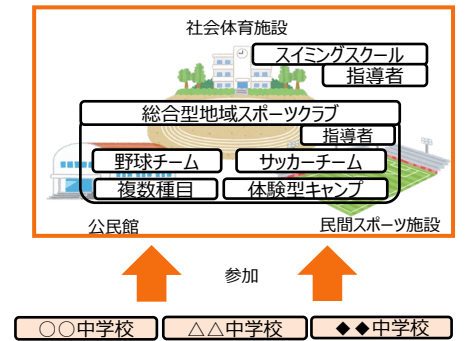 社会体育施設
スイミングスクール
指導者
総合型地域スポーツクラブ
指導者
野球チーム
サッカーチーム
複数種目
体験型キャンプ
公民館
民間スポーツ施設
参加
○○中学校
△△中学校
◆◆中学校